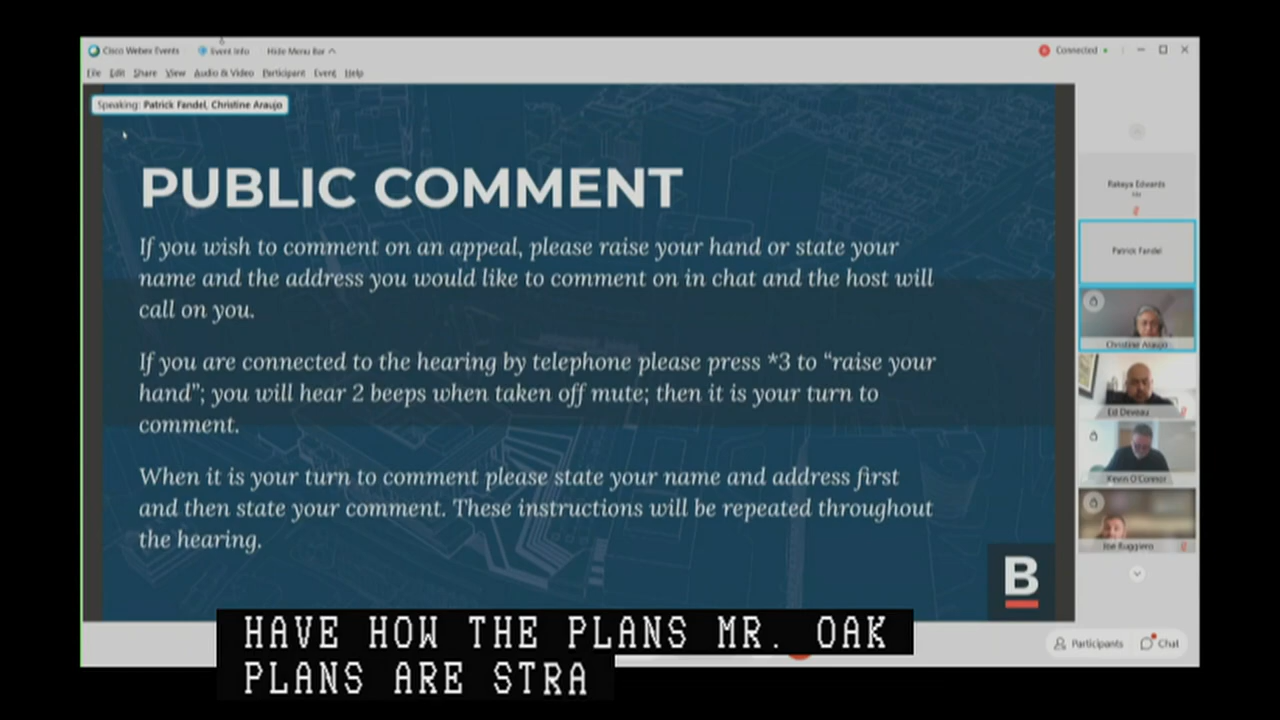 Cisco Webex Events
Event Info
Hide Menu Bar
Connected
File Edit Share View Audio & Video Participant Event Help
Speaking: Patrick Fandel, Christine Araujo
PUBLIC COMMENT
If you wish to comment on an appeal, please raise your hand or state your
name and the address you would like to comment on in chat and the host will
call on you.
If you are connected to the hearing by telephone please press *3 to “raise your
hand”; you will hear 2 beeps when taken off mute; then it is your turn to
comment.
When it is your turn to comment please state your name and address first
and then state your comment. These instructions will be repeated throughout
the hearing.
B
Rakeya Edwards
Patrick Fandel
Christine Araujo
Ed Deveau
Kevin O'Connor
Joe Ruggiero
Participants
Chat
HAVE HOW THE PLANS MR. OAK
PLANS ARE STRA